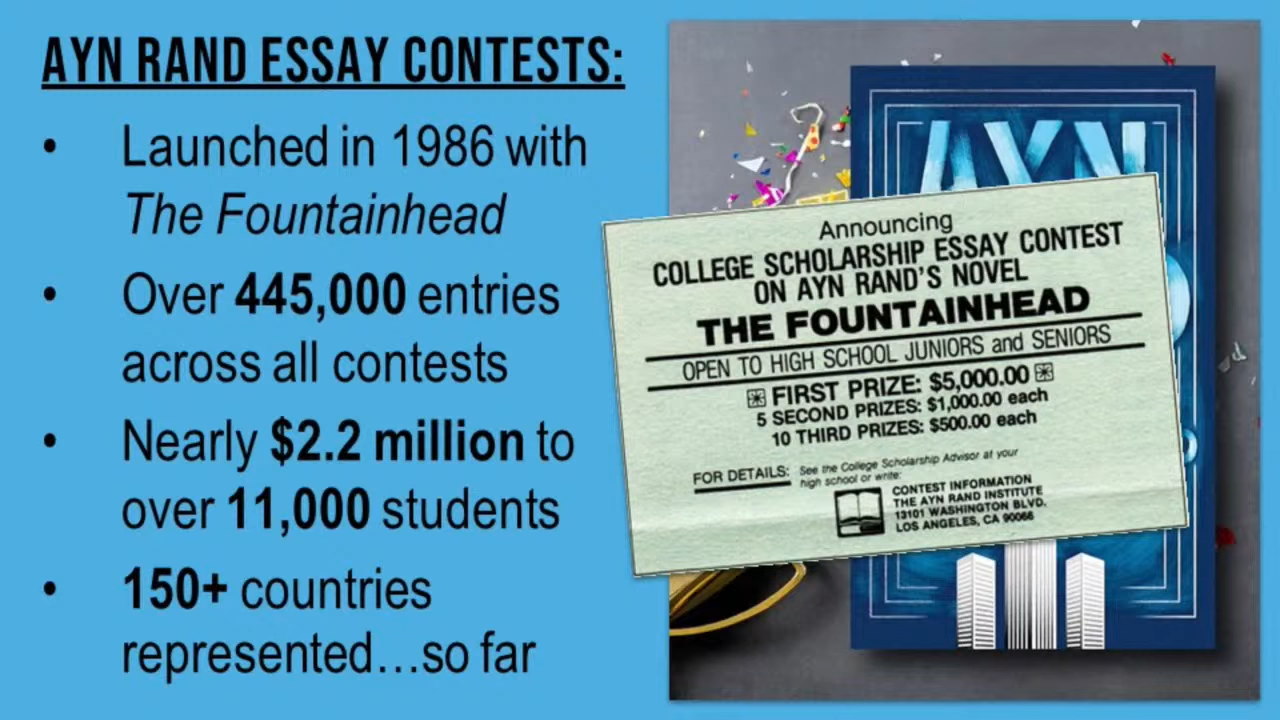 AYN RAND ESSAY CONTESTS:
• Launched in 1986 with
The Fountainhead
• Over 445,000 entries
across all contests
• Nearly $2.2 million to
over 11,000 students
• 150+ countries
represented...so far
AYN
Announcing
COLLEGE SCHOLARSHIP ESSAY CONTEST
ON AYN RAND'S NOVEL
THE FOUNTAINHEAD
OPEN TO HIGH SCHOOL JUNIORS and SENIORS
FIRST PRIZE: $5,000.00
5 SECOND PRIZES: $1,000.00 each
10 THIRD PRIZES: $500.00 each
FOR DETAILS: See the College Scholarship Advisor at your
high school or write:
CONTEST INFORMATION
THE AYN RAND INSTITUTE
13101 WASHINGTON BLVD.
LOS ANGELES, CA 90066